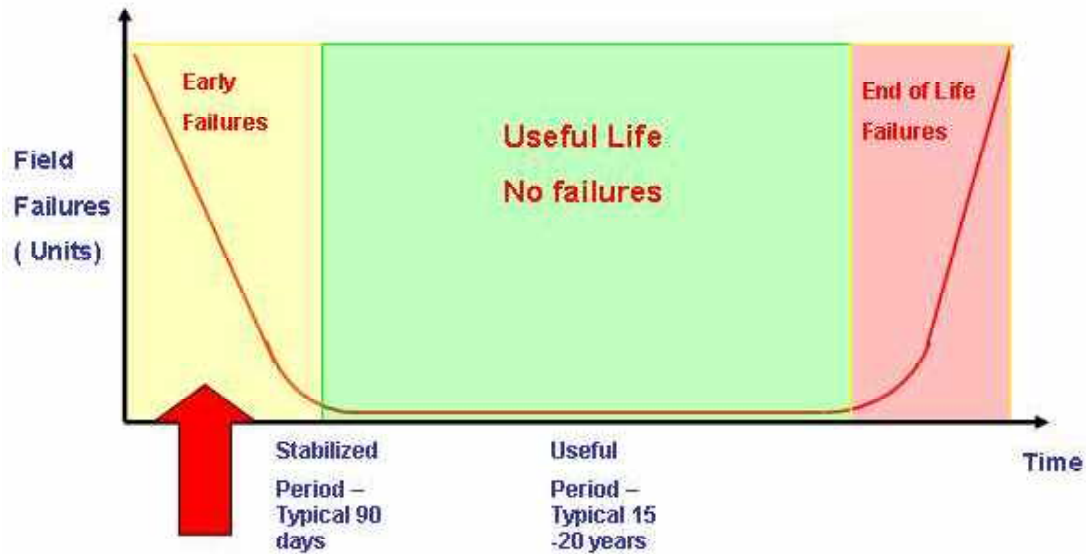 Early
Failures
Useful Life
No failures
End of Life
Failures
Field
Failures
( Units)
Stabilized
Period –
Typical 90
days
Useful
Period –
Typical 15
-20 years
Time